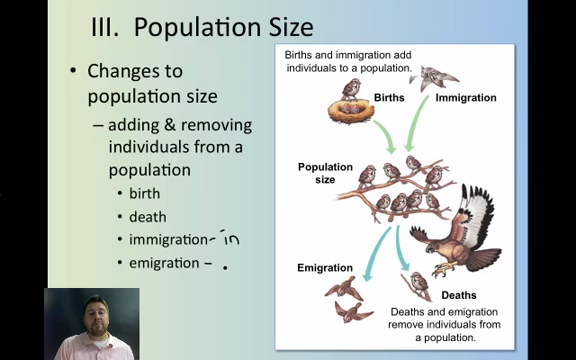 III. Population Size
• Changes to
population size
– adding & removing
individuals from a
population
• birth
• death
• immigration- in
• emigration -
Births and immigration add
individuals to a population.
Births
Immigration
Population
size
Emigration
Deaths
Deaths and emigration
remove individuals from
a population.